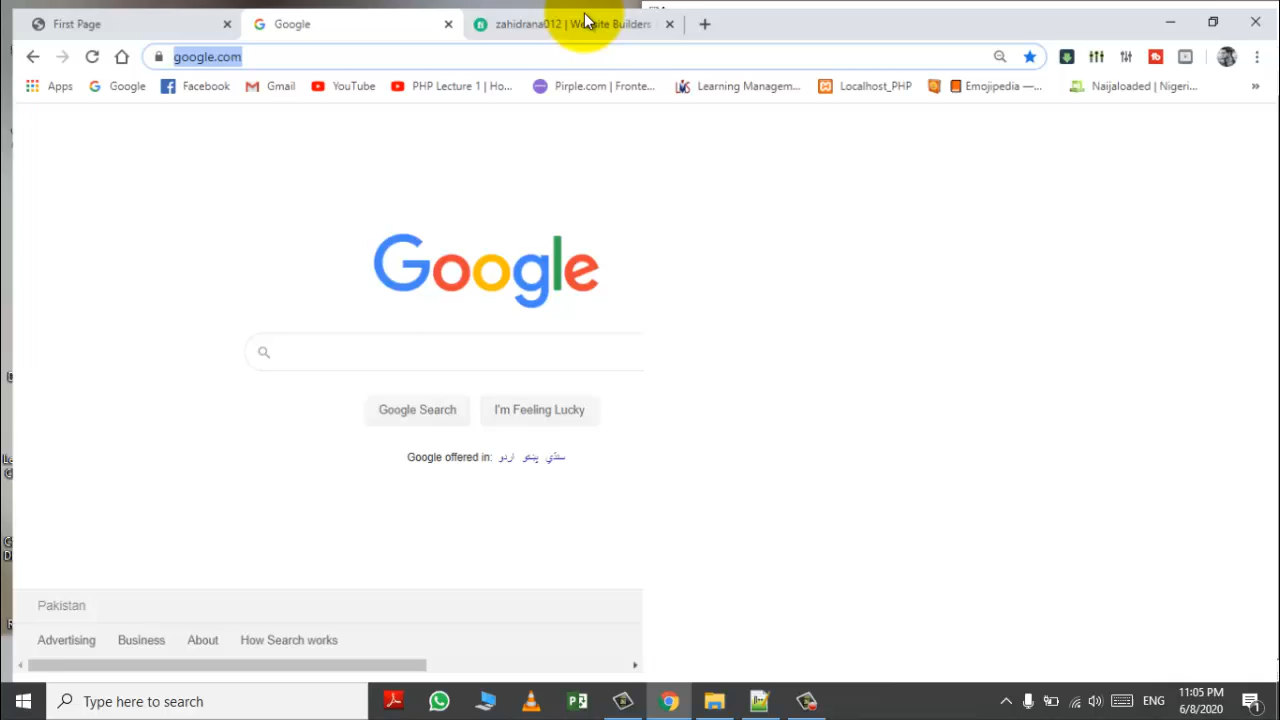 First Page
Google
zahidrana012 | Website Builders
google.com
Apps
Google
Facebook
Gmail
YouTube
PHP Lecture 1 | Ho...
Pirple.com | Fronte...
Learning Managem...
Localhost_PHP
Emojipedia —...
Naijaloaded | Nigeri...
»
Google
Google Search
I'm Feeling Lucky
Google offered in: اردو پښتو سنڌي
Pakistan
Advertising
Business
About
How Search works
Type here to search
ENG
11:05 PM
6/8/2020